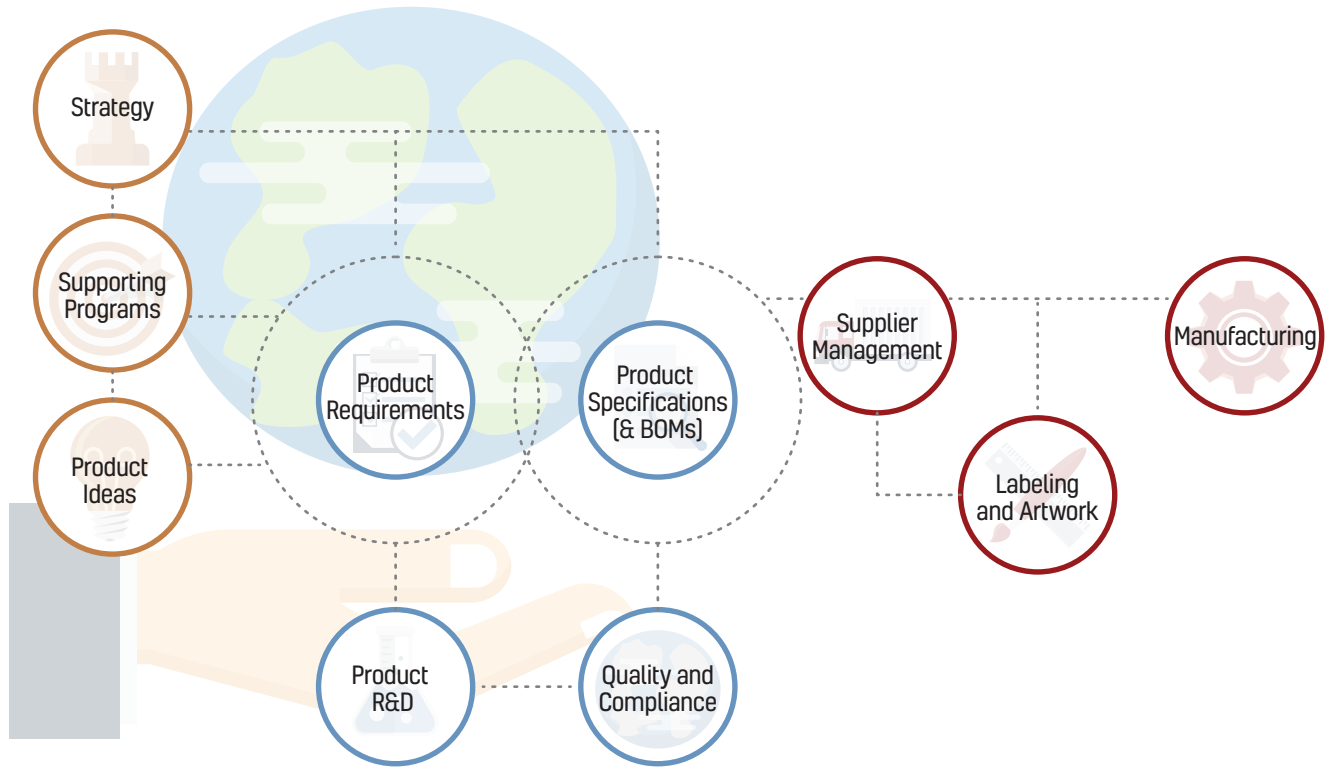 Strategy
Supporting
Programs
Product
Ideas
Product
Requirements
Product
Specifications
(& BOMs)
Product
R&D
Quality and
Compliance
Supplier
Management
Labeling
and Artwork
Manufacturing